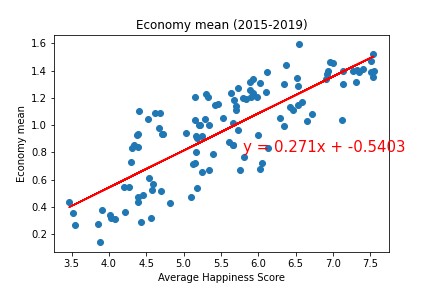 Economy mean (2015-2019)
Economy mean
1.6
1.4
1.2
1.0
0.8
0.6
0.4
0.2
y = 0.271x + -0.5403
3.5 4.0 4.5 5.0 5.5 6.0 6.5 7.0 7.5
Average Happiness Score